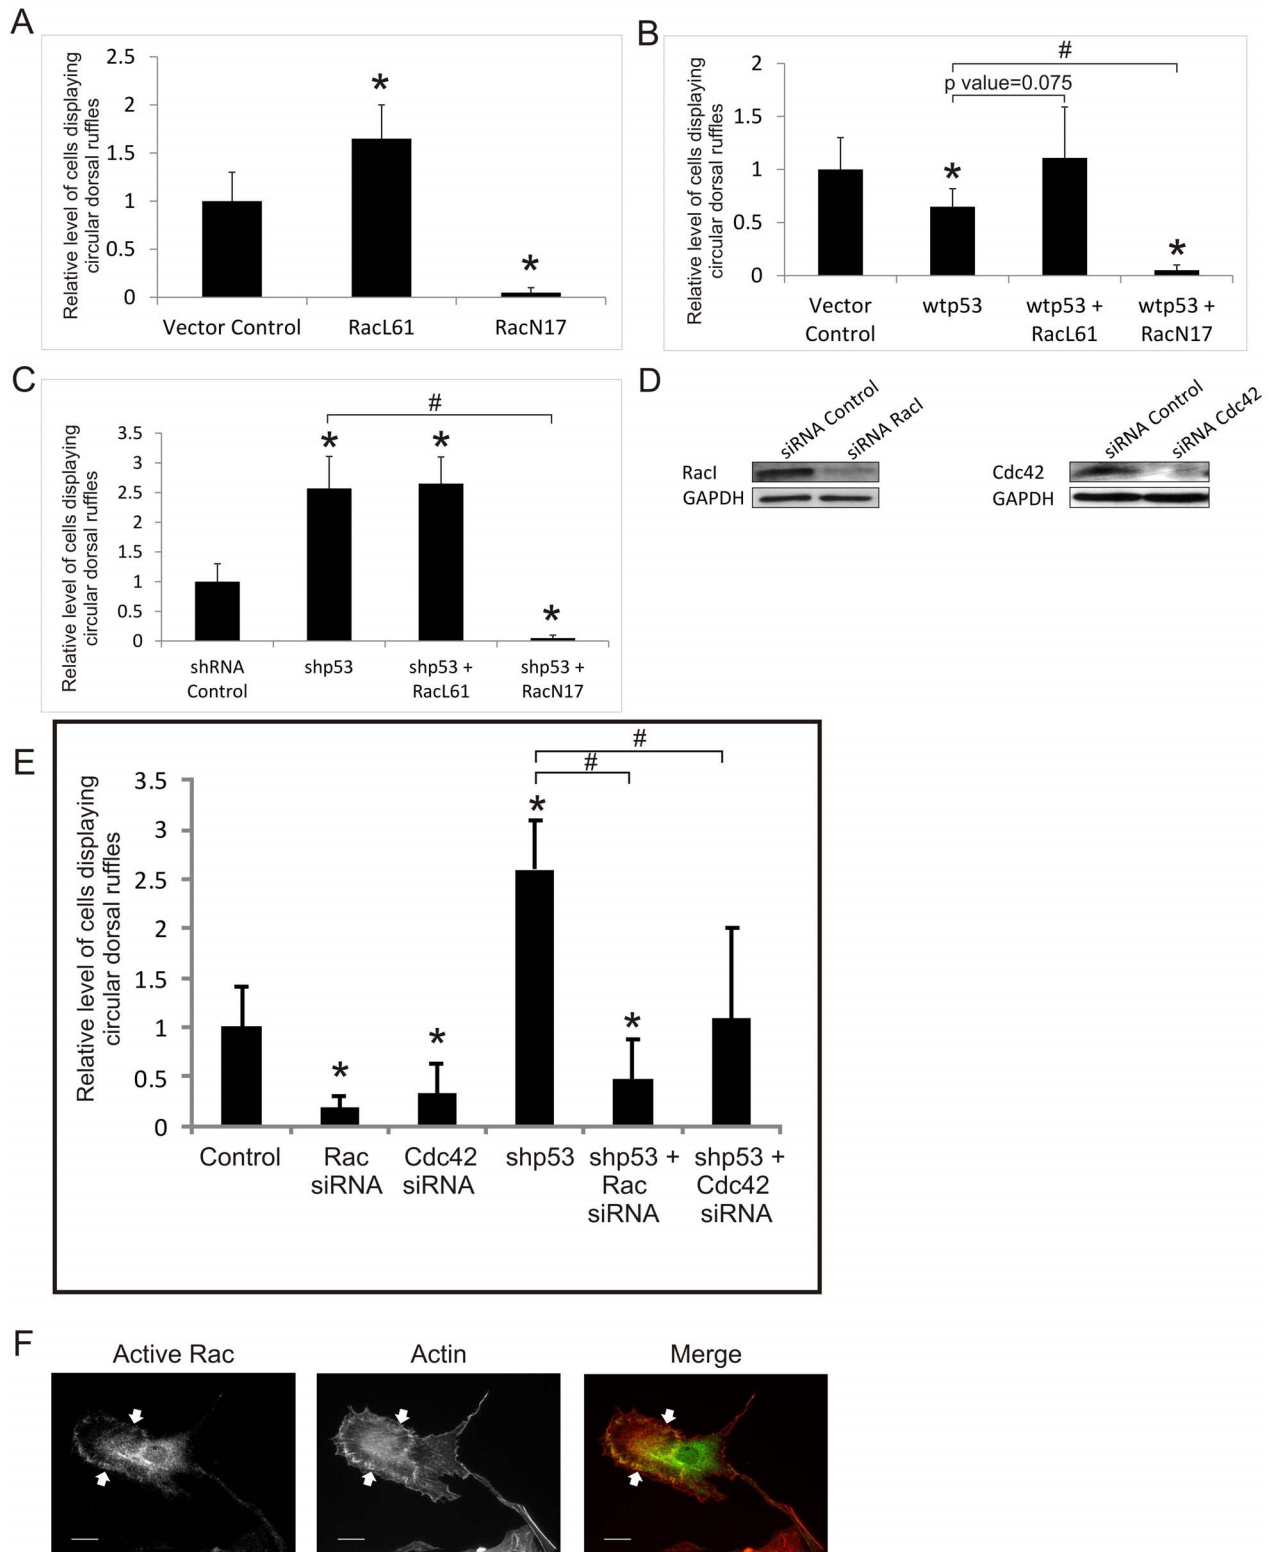 A
Relative level of cells displaying
circular dorsal ruffles
2.5
2
1.5
1
0.5
0
*
*
Vector Control
RacL61
RacN17
B
Relative level of cells displaying
circular dorsal ruffles
2
1.5
1
0.5
0
#
p value=0.075
*
*
Vector
Control
wtp53
wtp53 +
RacL61
wtp53 +
RacN17
C
Relative level of cells displaying
circular dorsal ruffles
3.5
3
2.5
2
1.5
1
0.5
0
#
*
*
*
shRNA
Control
shp53
shp53 +
RacL61
shp53 +
RacN17
D
siRNA Control
siRNA RacI
RacI
GAPDH
siRNA Control
siRNA Cdc42
Cdc42
GAPDH
E
Relative level of cells displaying
circular dorsal ruffles
3.5
3
2.5
2
1.5
1
0.5
0
#
#
*
*
*
*
Control
Rac
siRNA
Cdc42
siRNA
shp53
shp53 +
Rac
siRNA
shp53 +
Cdc42
siRNA
F
Active Rac
Actin
Merge